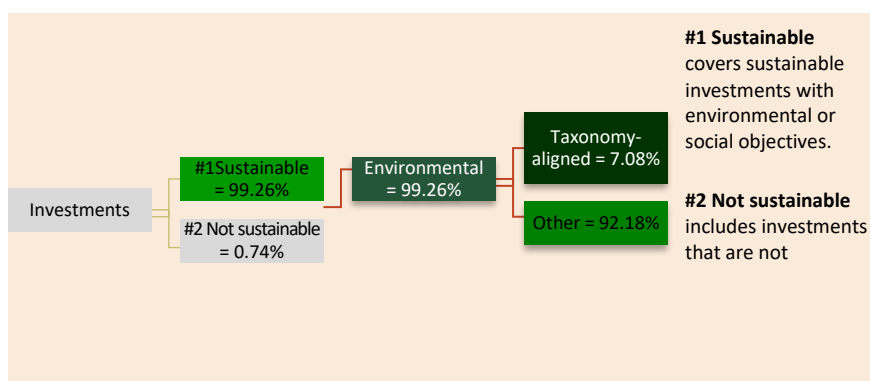 Investments
#1Sustainable
= 99.26%
#2 Not sustainable
= 0.74%
Environmental
= 99.26%
Taxonomy-
aligned = 7.08%
Other = 92.18%
#1 Sustainable
covers sustainable
investments with
environmental or
social objectives.
#2 Not sustainable
includes investments
that are not